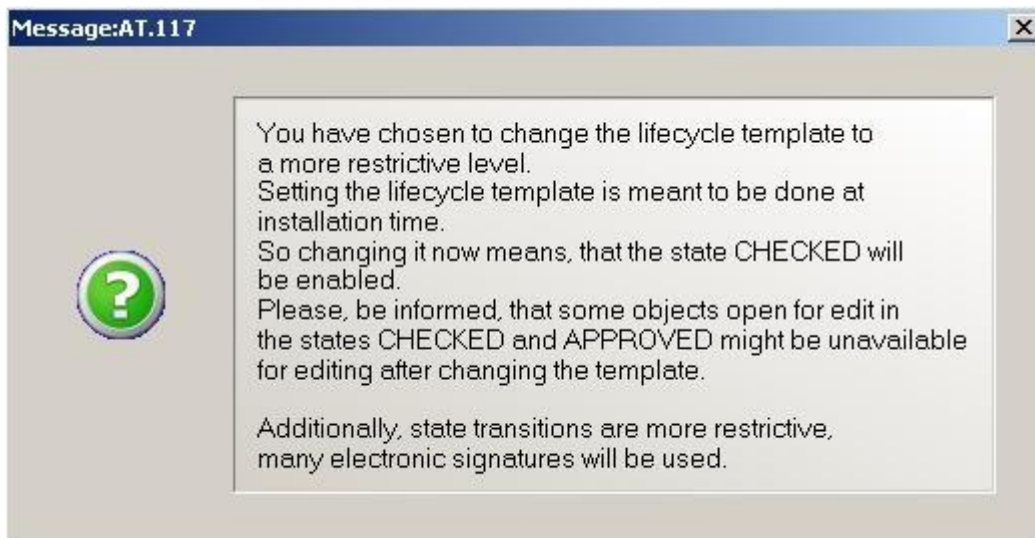 Message:AT.117
You have chosen to change the lifecycle template to
a more restrictive level.
Setting the lifecycle template is meant to be done at
installation time.
So changing it now means, that the state CHECKED will
be enabled.
Please, be informed, that some objects open for edit in
the states CHECKED and APPROVED might be unavailable
for editing after changing the template.
Additionally, state transitions are more restrictive,
many electronic signatures will be used.